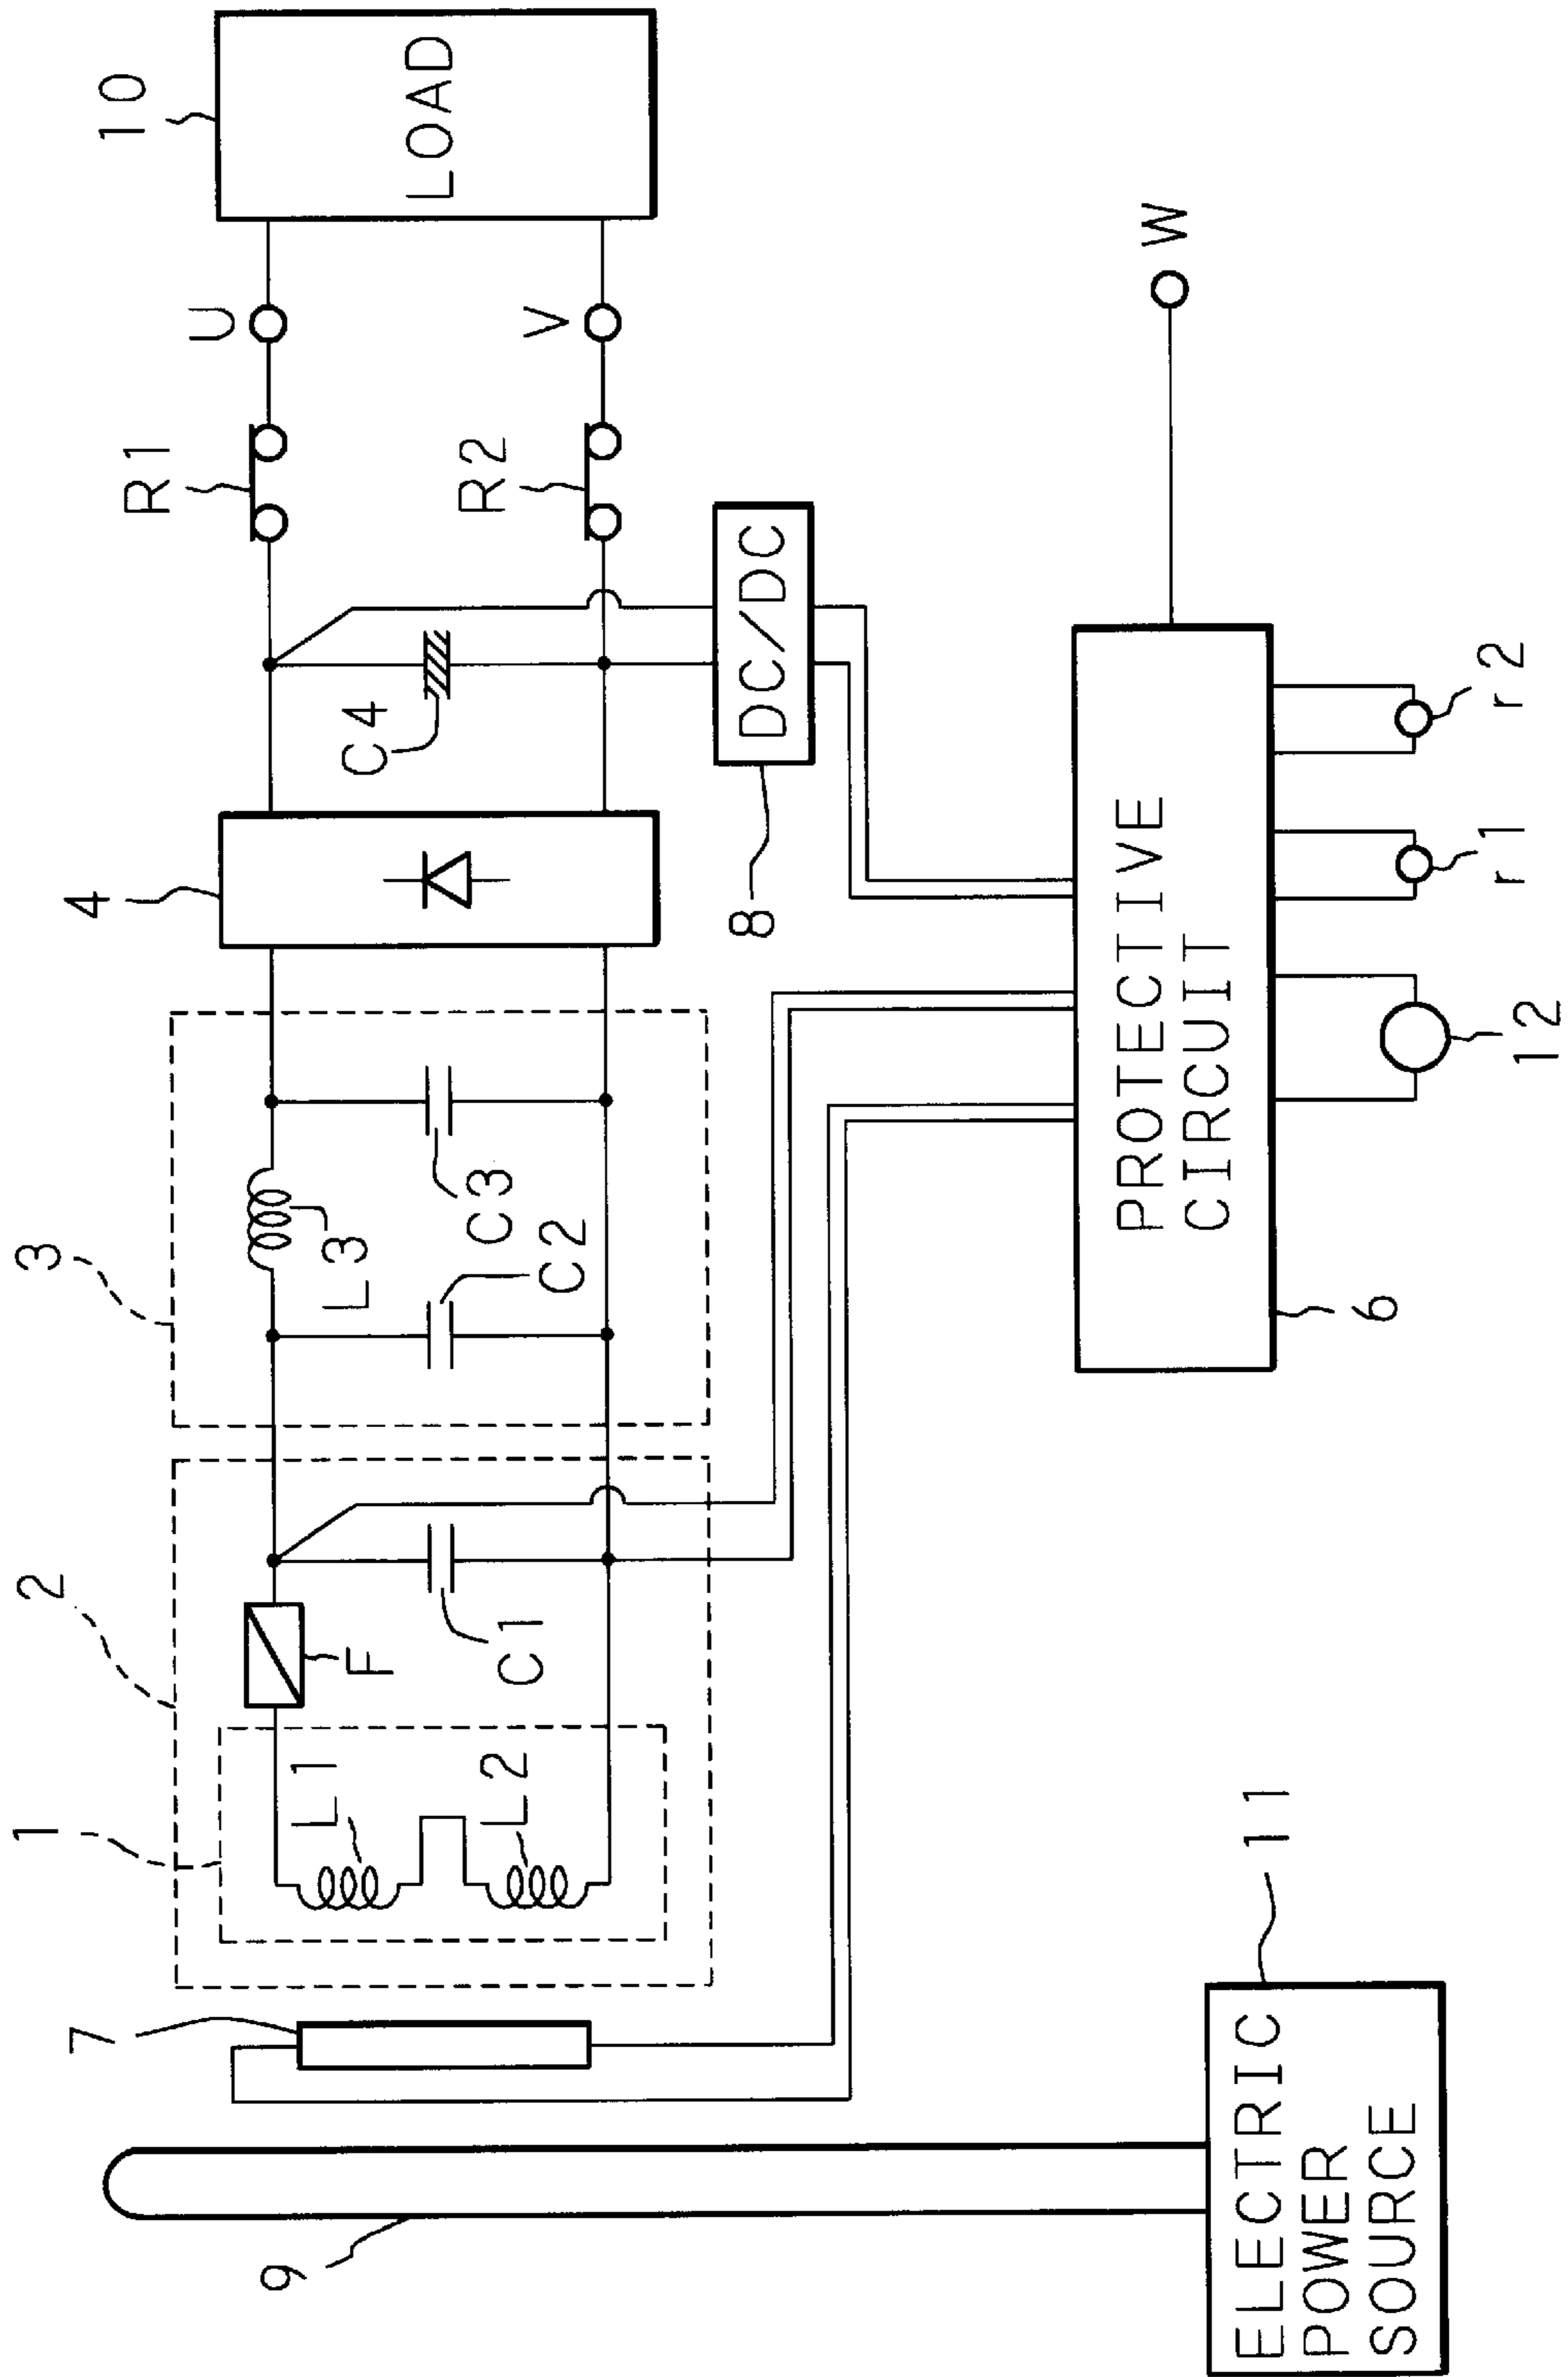 10
LOAD
U
V
W
R1
R2
DC/DC
C4
4
8
r2
r1
12
PROTECTIVE
CIRCUIT
6
3
L3
C3
C2
2
F
C1
1
L1
L2
7
9
11
ELECTRIC
POWER
SOURCE